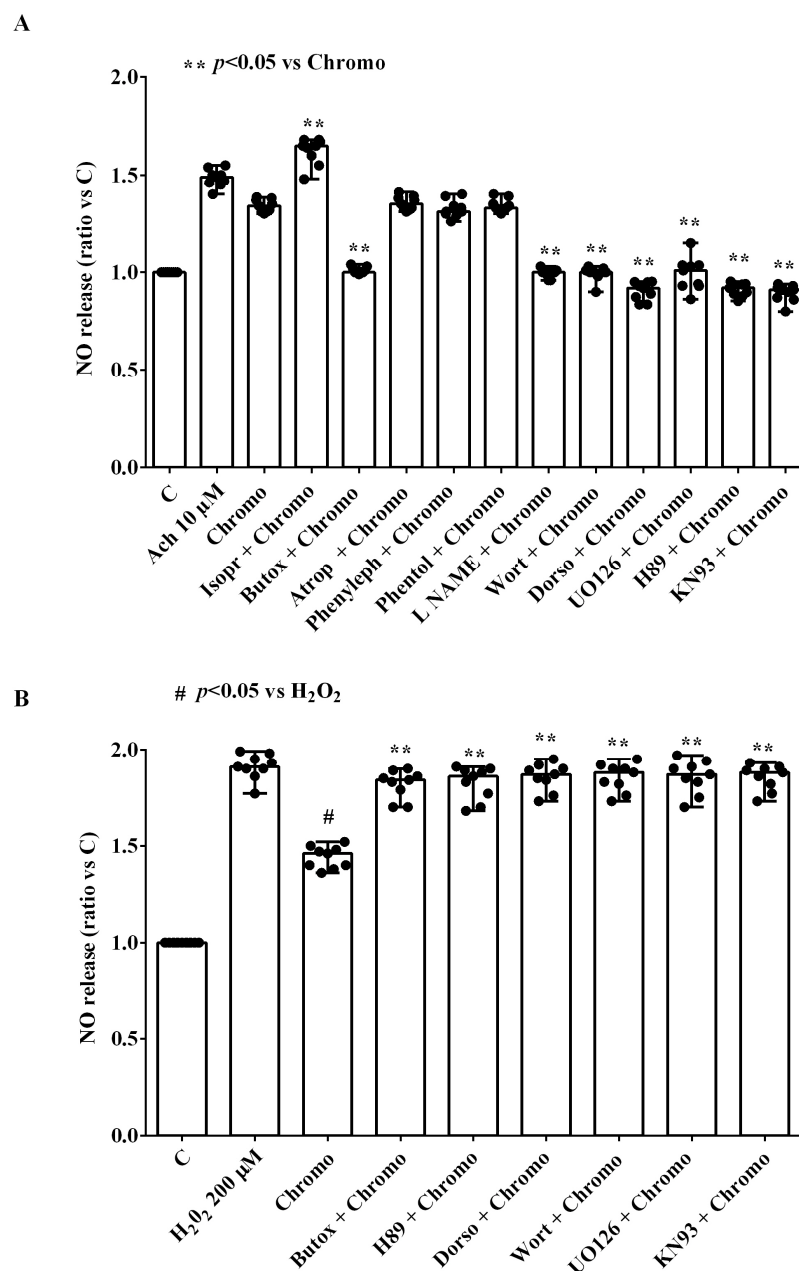 A
** p<0.05 vs Chromo
NO release (ratio vs C)
2.0
1.5
1.0
0.5
0.0
**
**
**
**
**
**
**
**
C
Ach 10 µM
Chromo
Isopr + Chromo
Butox + Chromo
Atrop + Chromo
Phenyleph + Chromo
Phentol + Chromo
L NAME + Chromo
Wort + Chromo
Dorso + Chromo
UO126 + Chromo
H89 + Chromo
KN93 + Chromo
B
# p<0.05 vs H₂O₂
NO release (ratio vs C)
2.0
1.5
1.0
0.5
0.0
#
**
**
**
**
**
**
C
H₂0₂ 200 µM
Chromo
Butox + Chromo
H89 + Chromo
Dorso + Chromo
Wort + Chromo
UO126 + Chromo
KN93 + Chromo